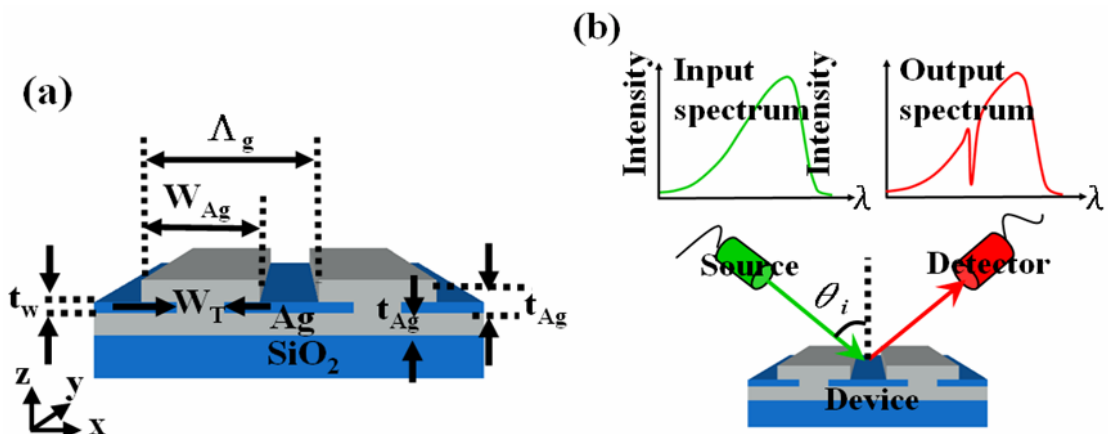 (a)
Λg
WAg
tw
WT
Ag
tAg
tAg
SiO2
z
y
x
(b)
Intensity
Input
spectrum
λ
Intensity
Output
spectrum
λ
Source
Detector
θi
Device